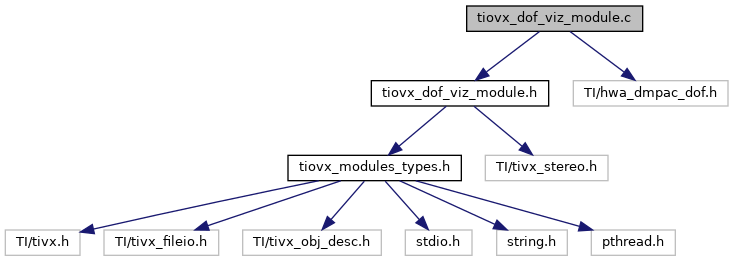 tiovx_dof_viz_module.c
tiovx_dof_viz_module.h
TI/hwa_dmpac_dof.h
tiovx_modules_types.h
TI/tivx_stereo.h
TI/tivx.h
TI/tivx_fileio.h
TI/tivx_obj_desc.h
stdio.h
string.h
pthread.h